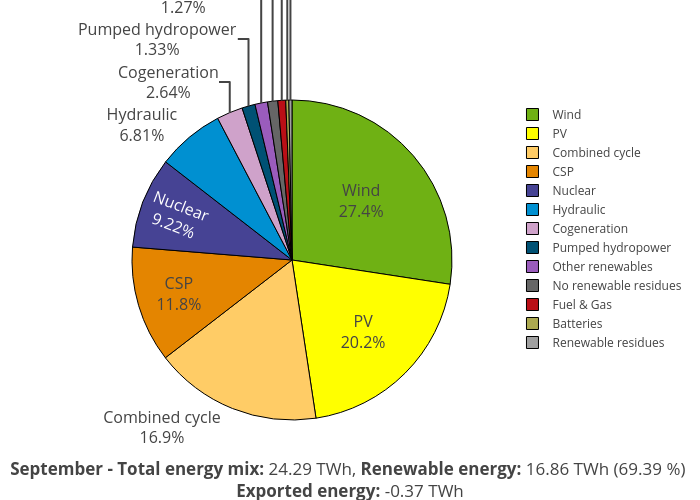 1.27%
Pumped hydropower
1.33%
Cogeneration
2.64%
Hydraulic
6.81%
Nuclear
9.22%
CSP
11.8%
Combined cycle
16.9%
Wind
27.4%
PV
20.2%
Wind
PV
Combined cycle
CSP
Nuclear
Hydraulic
Cogeneration
Pumped hydropower
Other renewables
No renewable residues
Fuel & Gas
Batteries
Renewable residues
September - Total energy mix: 24.29 TWh, Renewable energy: 16.86 TWh (69.39 %)
Exported energy: -0.37 TWh